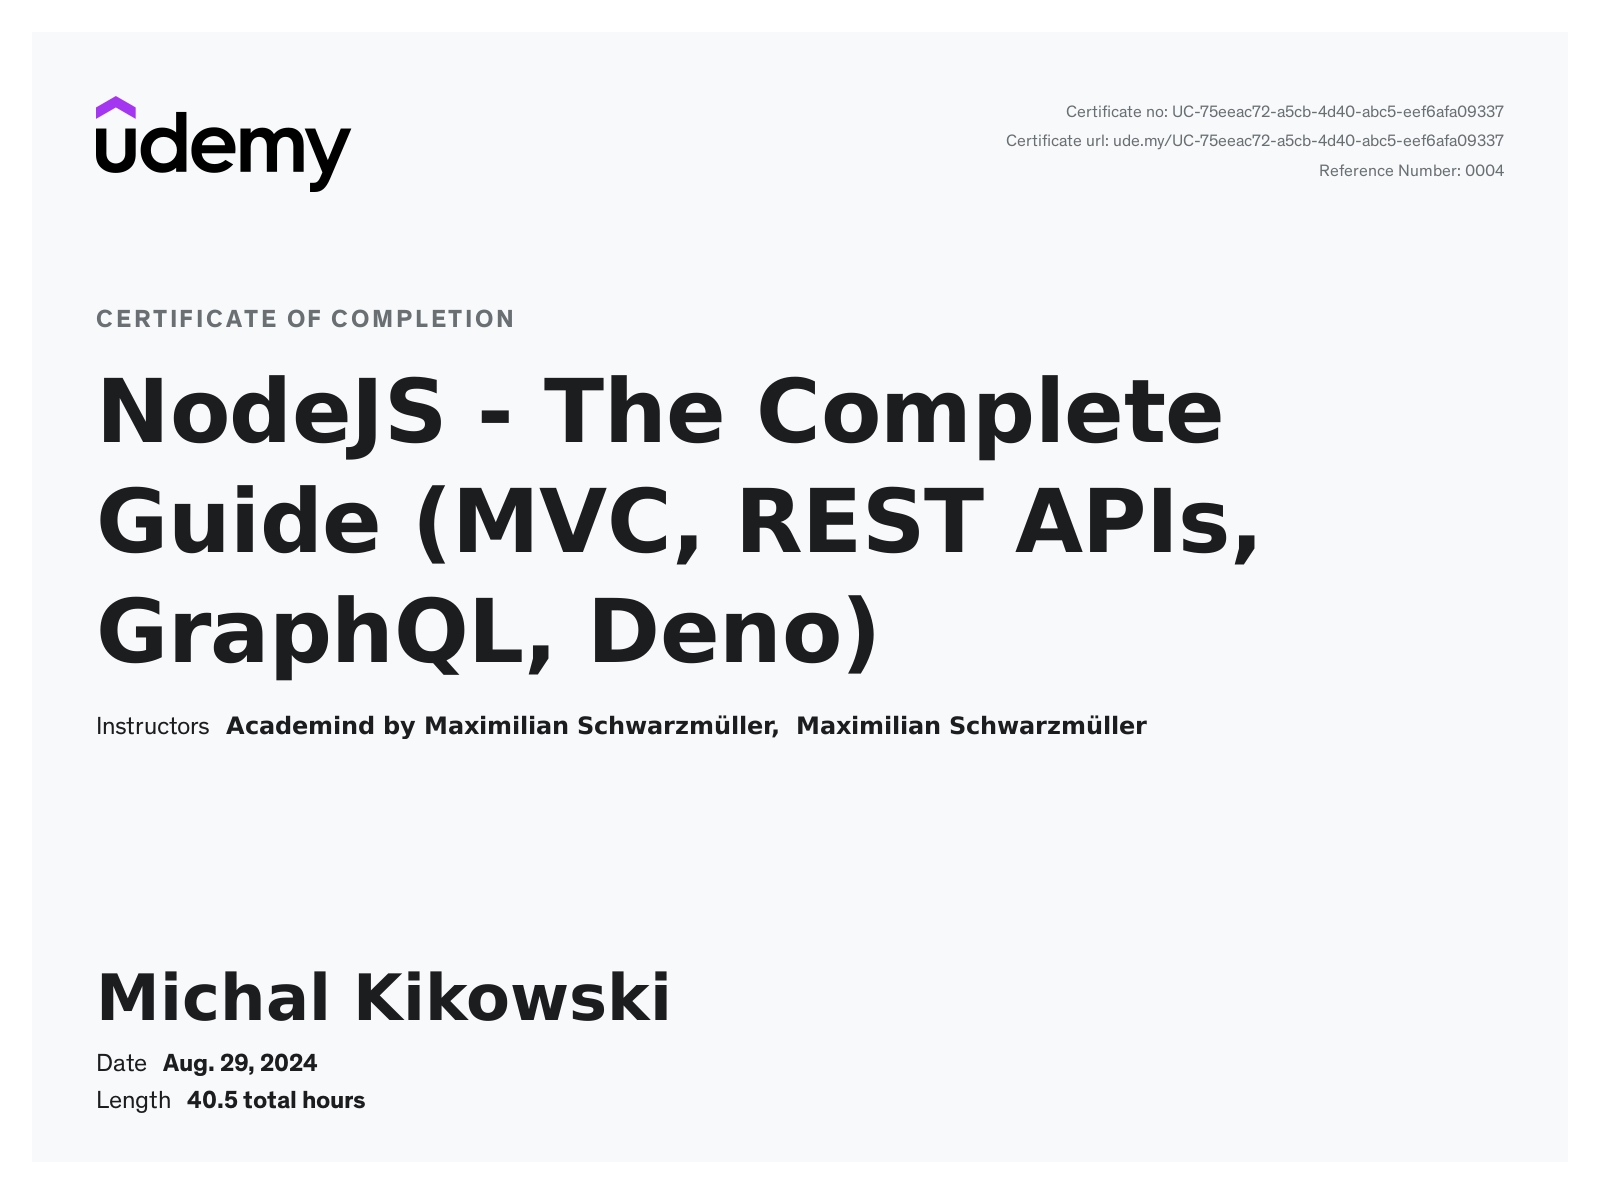 udemy
Certificate no: UC-75eeac72-a5cb-4d40-abc5-eef6afa09337
Certificate url: ude.my/UC-75eeac72-a5cb-4d40-abc5-eef6afa09337
Reference Number: 0004
CERTIFICATE OF COMPLETION
NodeJS - The Complete
Guide (MVC, REST APIs,
GraphQL, Deno)
Instructors Academind by Maximilian Schwarzmüller, Maximilian Schwarzmüller
Michal Kikowski
Date Aug. 29, 2024
Length 40.5 total hours